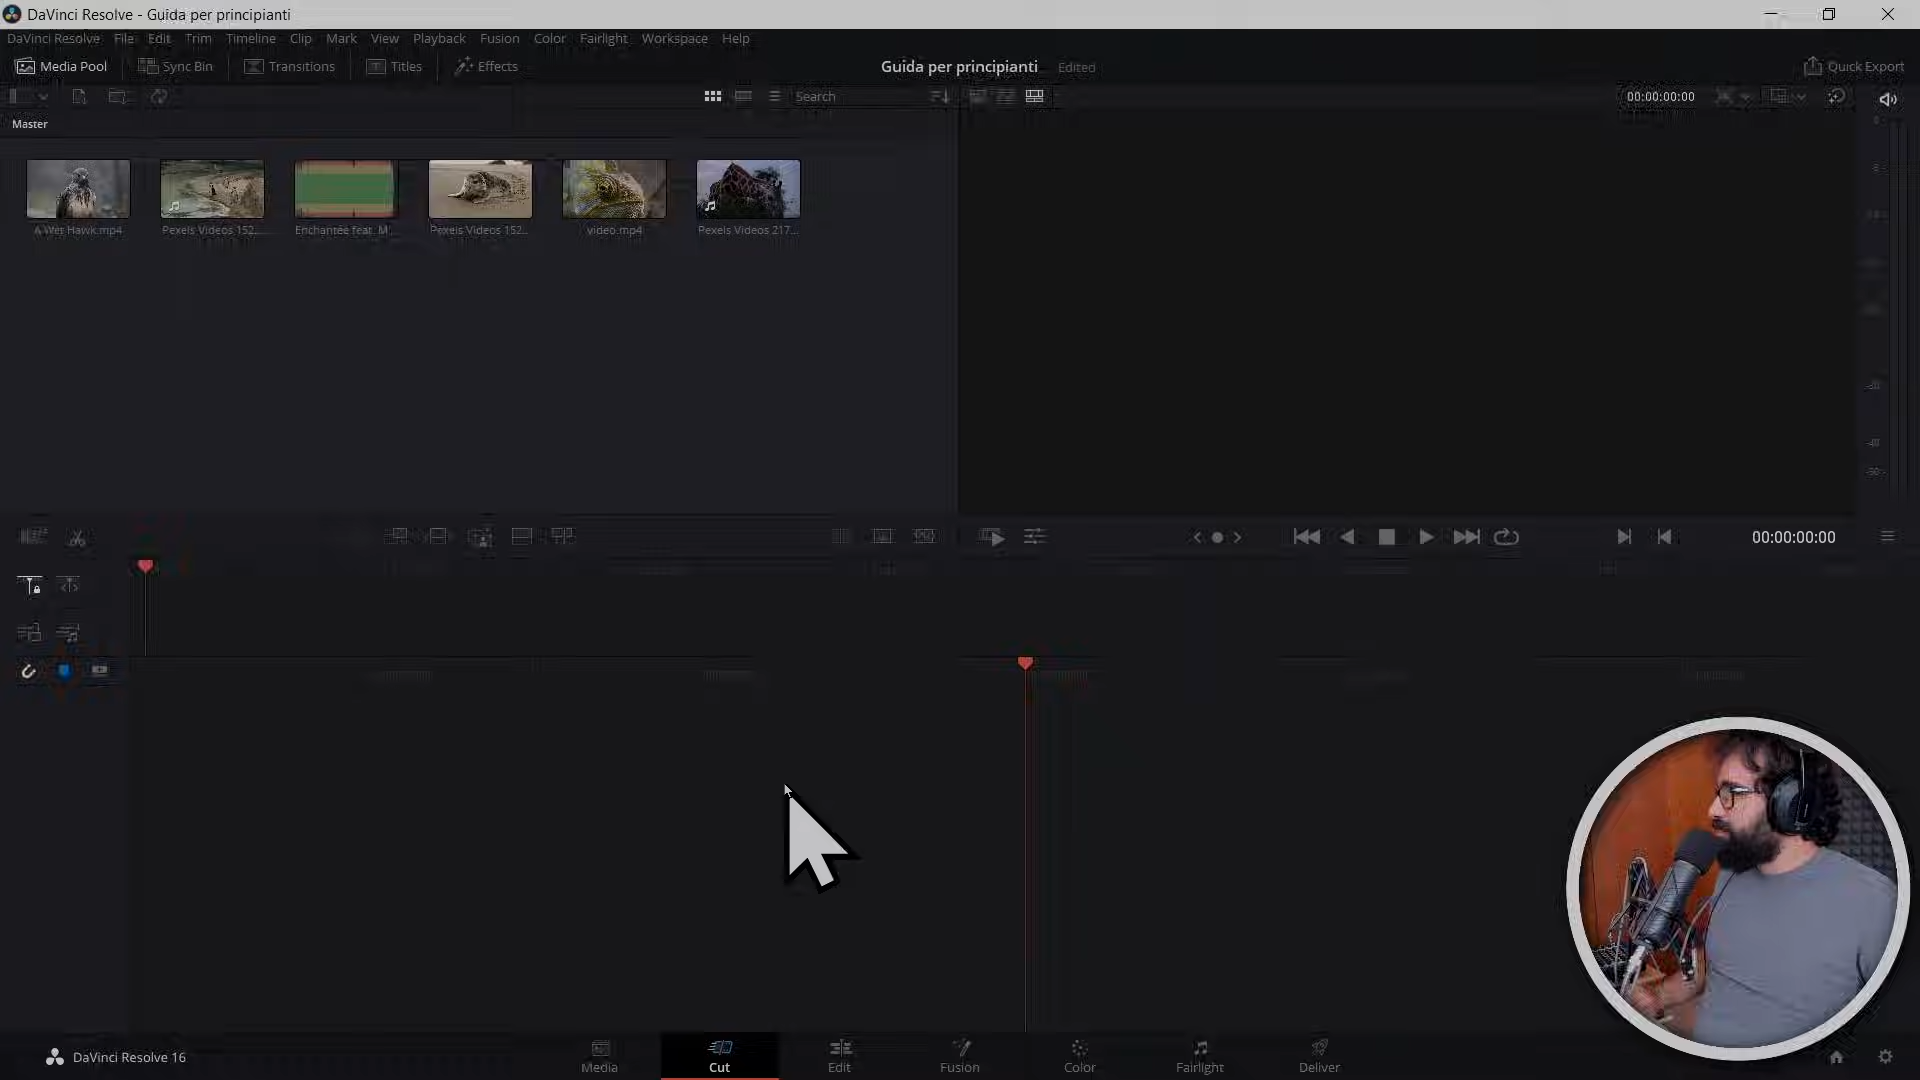 DaVinci Resolve - Guida per principianti
DaVinci Resolve File Edit Trim Timeline Clip Mark View Playback Fusion Color Fairlight Workspace Help
Media Pool Sync Bin Transitions Titles Effects Guida per principianti Edited Quick Export
Search 00:00:00:00
Master
A Wet Hawk.mp4 Pexels Videos 152... Enchantée feat. M... Pexels Videos 152... video.mp4 Pexels Videos 217...
00:00:00:00
DaVinci Resolve 16 Media Cut Edit Fusion Color Fairlight Deliver